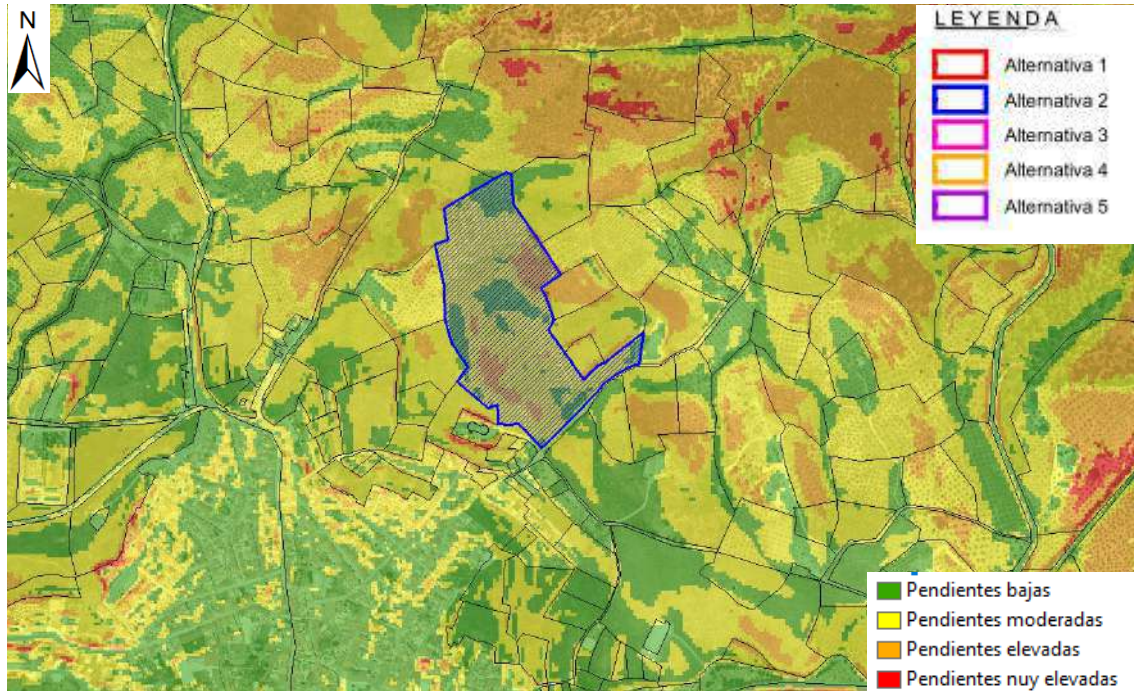 N
LEYENDA
Alternativa 1
Alternativa 2
Alternativa 3
Alternativa 4
Alternativa 5
Pendientes bajas
Pendientes moderadas
Pendientes elevadas
Pendientes nuy elevadas